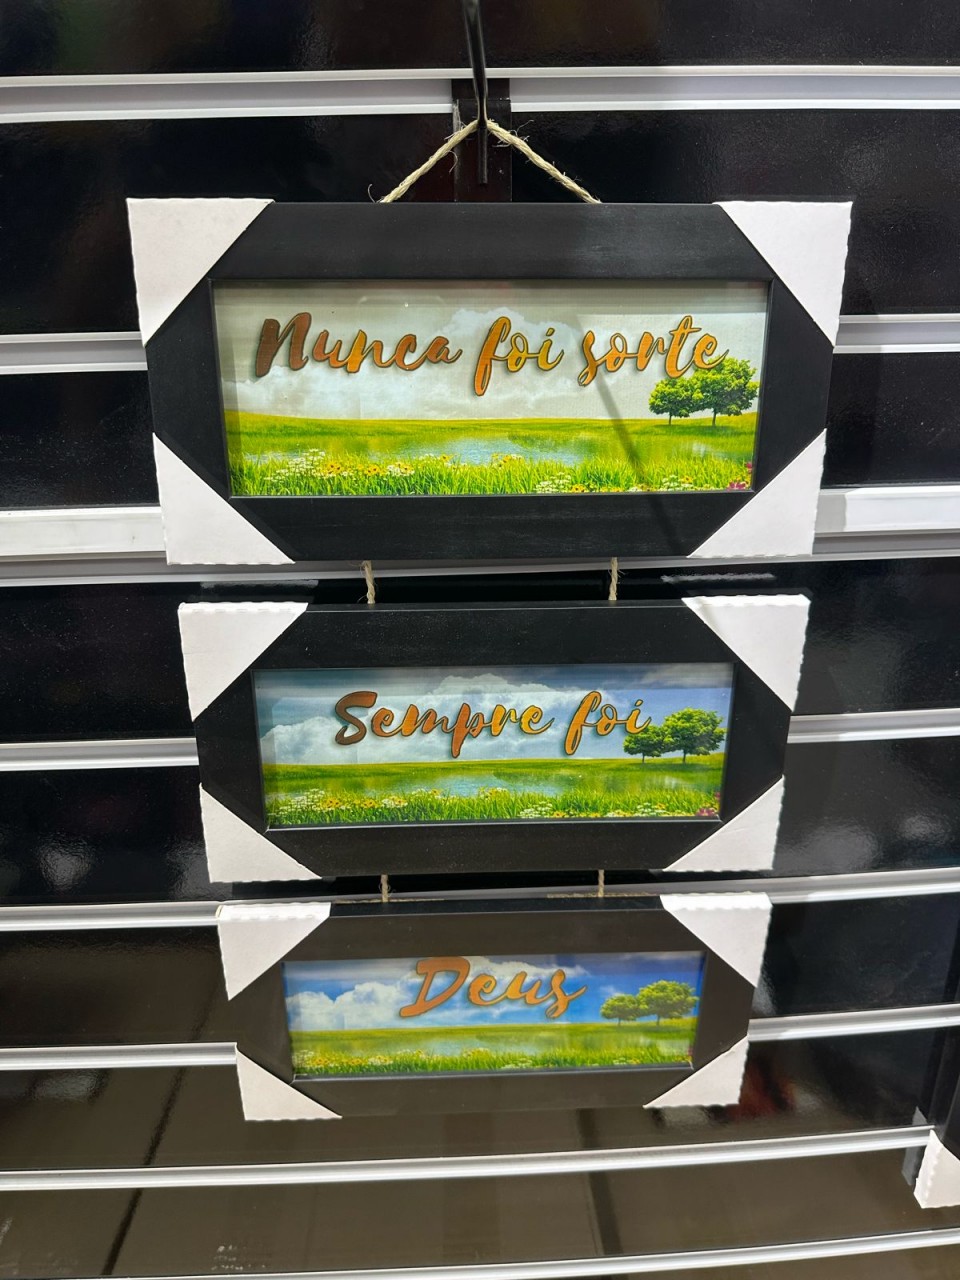 Nunca foi sorte
Sempre foi
Deus